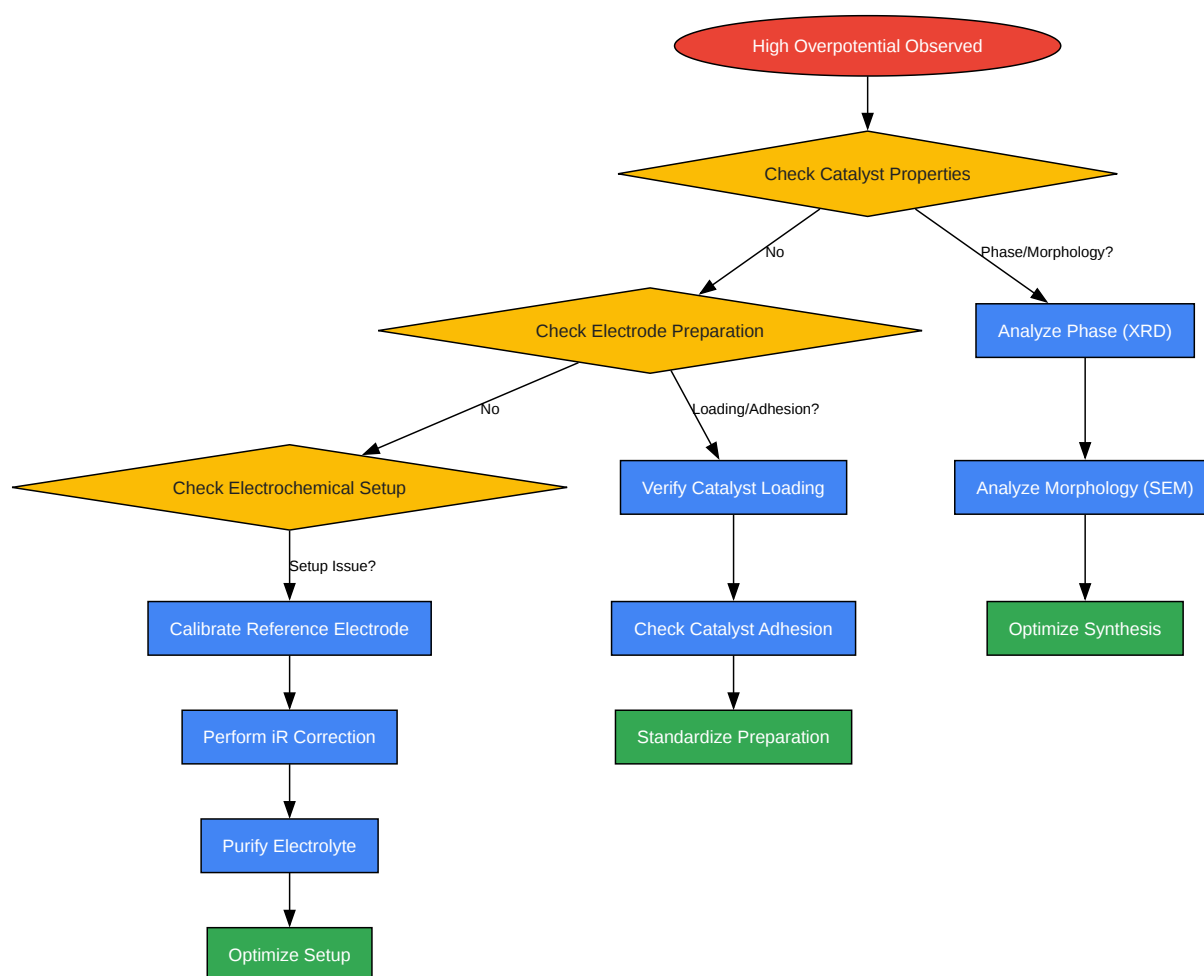 High Overpotential Observed
Check Catalyst Properties
No
Phase/Morphology?
Check Electrode Preparation
Analyze Phase (XRD)
No
Loading/Adhesion?
Check Electrochemical Setup
Verify Catalyst Loading
Analyze Morphology (SEM)
Setup Issue?
Calibrate Reference Electrode
Check Catalyst Adhesion
Optimize Synthesis
Perform iR Correction
Standardize Preparation
Purify Electrolyte
Optimize Setup